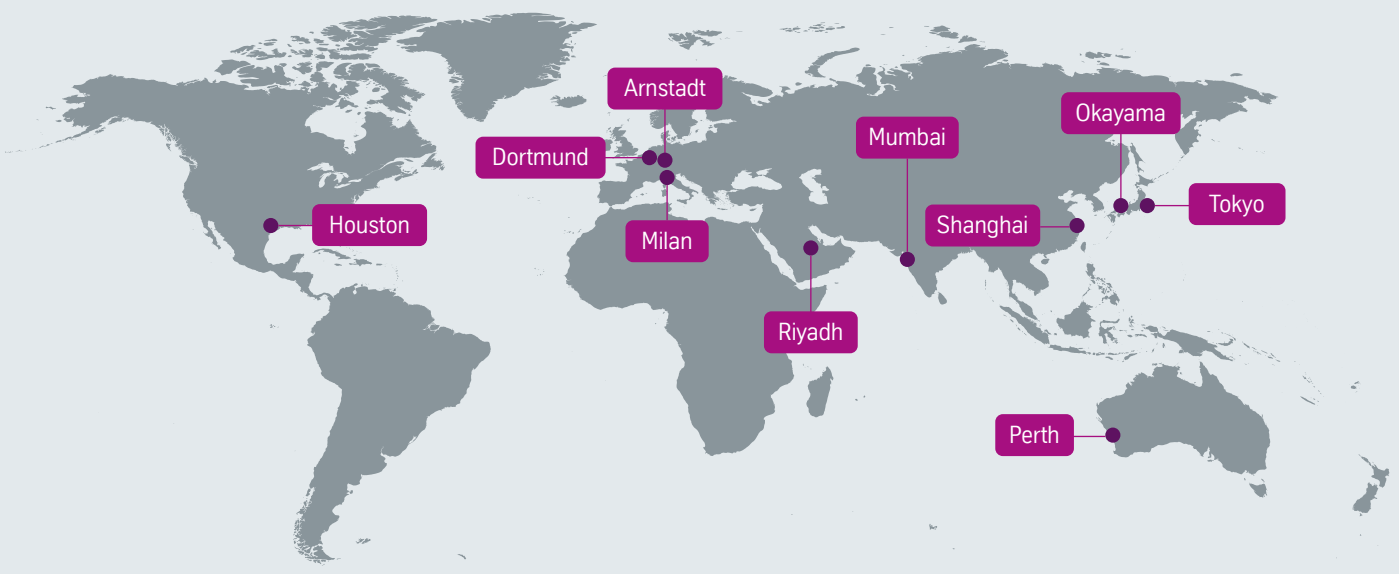 Arnstadt
Okayama
Mumbai
Dortmund
Tokyo
Houston
Shanghai
Milan
Riyadh
Perth